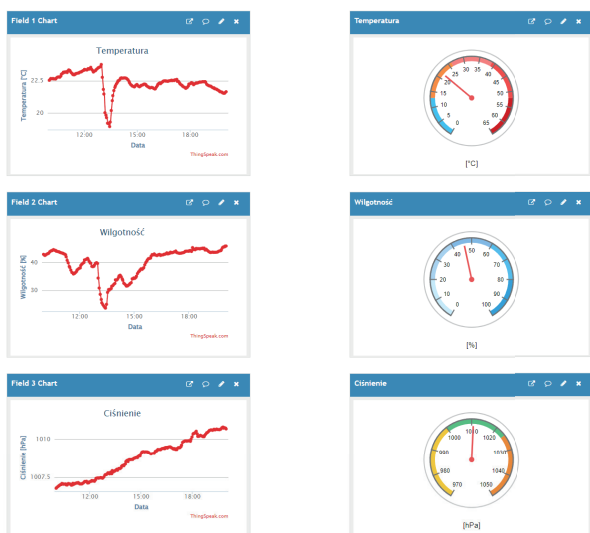 Field 1 Chart
Temperatura
Temperatura [°C]
22.5
20
12:00 15:00 18:00
Data
ThingSpeak.com
Temperatura
0 5 10 15 20 25 30 35 40 45 50 55 60 65
[°C]
Field 2 Chart
Wilgotność
Wilgotność [%]
40
30
12:00 15:00 18:00
Data
ThingSpeak.com
Wilgotność
0 10 20 30 40 50 60 70 80 90 100
[%]
Field 3 Chart
Ciśnienie
Ciśnienie [hPa]
1010
1007.5
12:00 15:00 18:00
Data
ThingSpeak.com
Ciśnienie
970 980 990 1000 1010 1020 1030 1040 1050
[hPa]